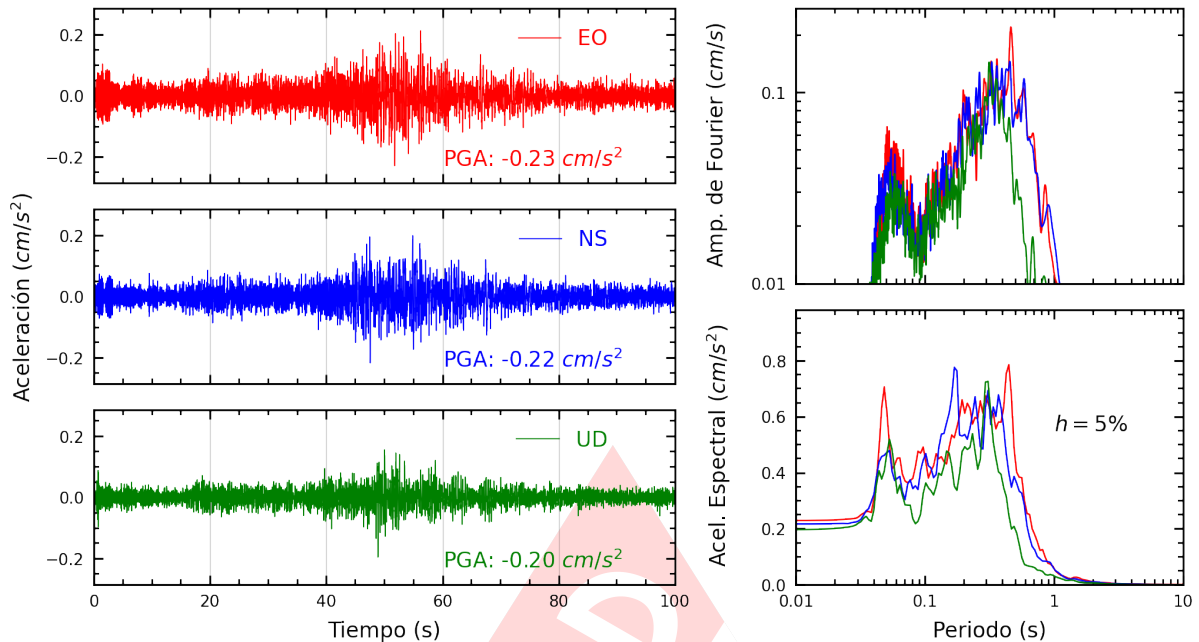 Aceleración (cm/s²)
0.2
0.0
−0.2
EO
PGA: -0.23 cm/s²
0.2
0.0
−0.2
NS
PGA: -0.22 cm/s²
0.2
0.0
−0.2
UD
PGA: -0.20 cm/s²
0 20 40 60 80 100
Tiempo (s)
Amp. de Fourier (cm/s)
0.1
0.01
Acel. Espectral (cm/s²)
0.8
0.6
0.4
0.2
0.0
h = 5%
0.01 0.1 1 10
Periodo (s)